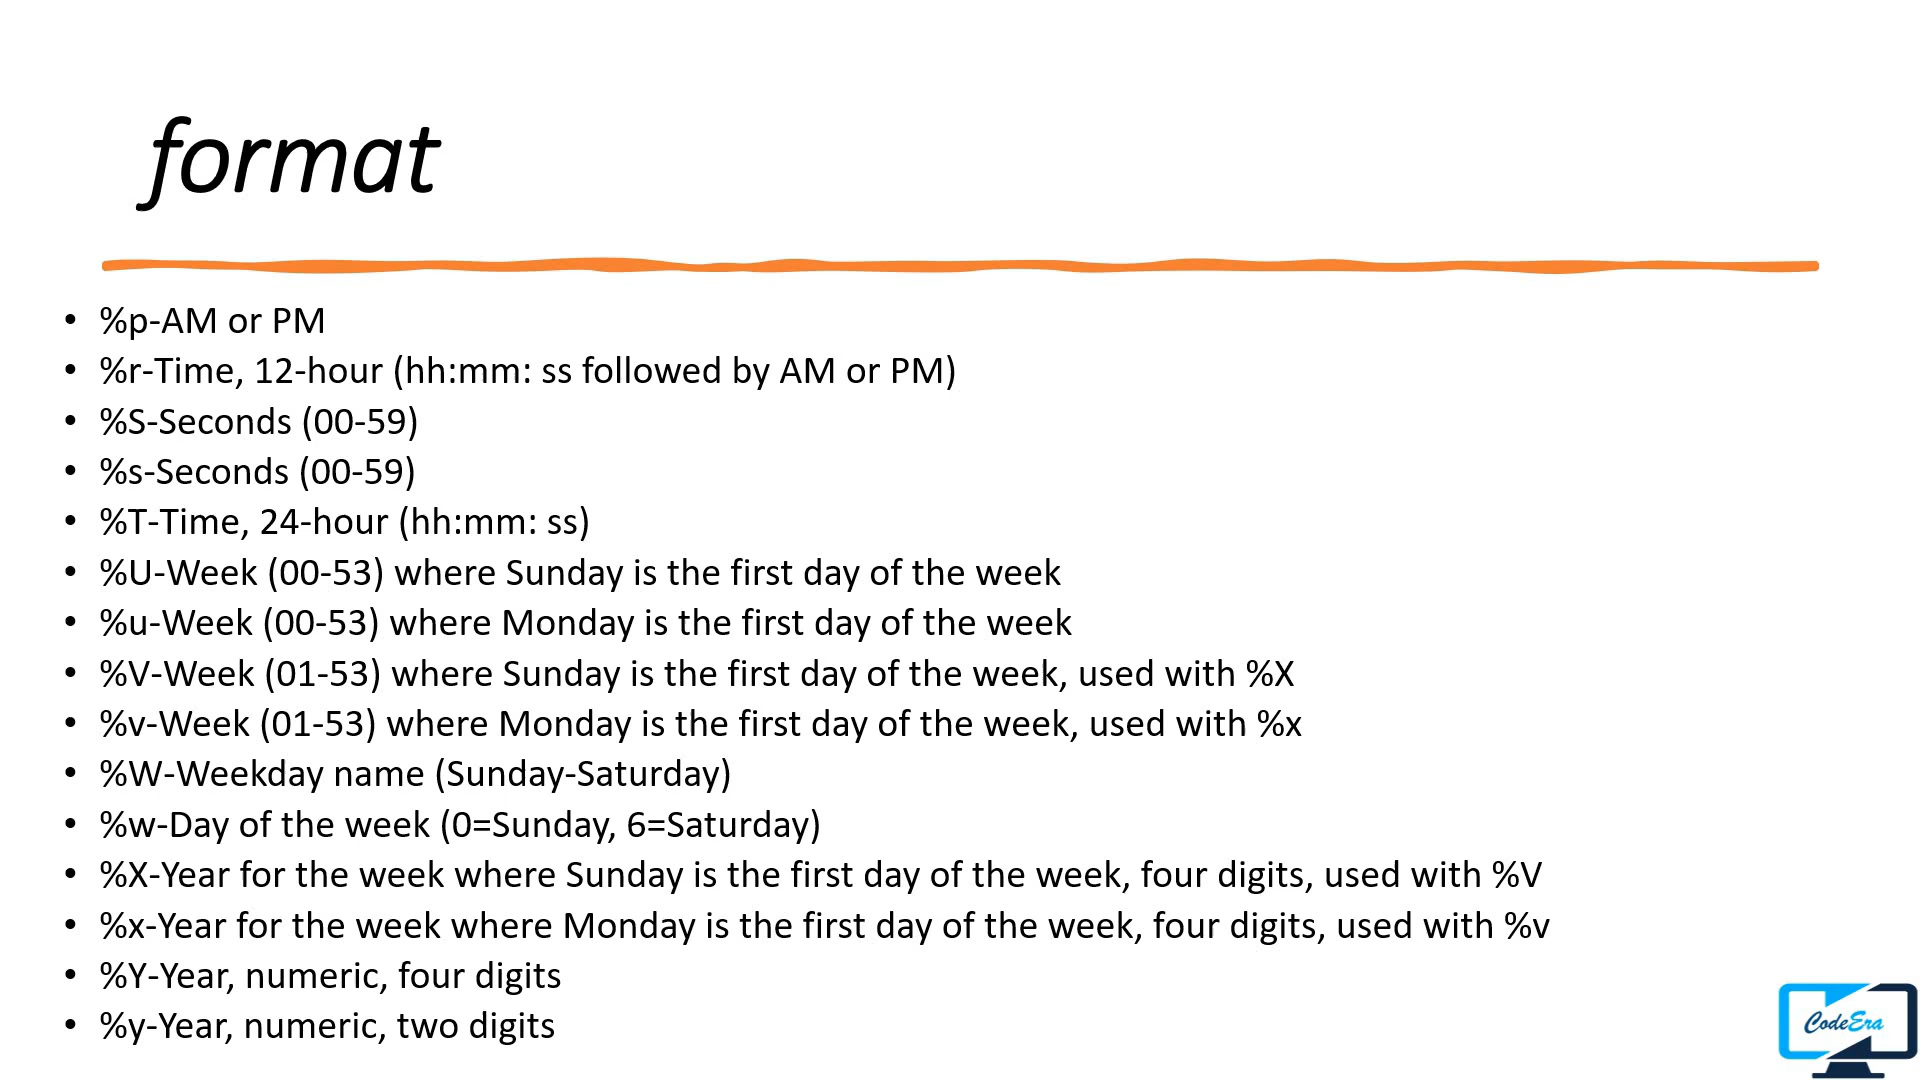 format
• %p-AM or PM
• %r-Time, 12-hour (hh:mm: ss followed by AM or PM)
• %S-Seconds (00-59)
• %s-Seconds (00-59)
• %T-Time, 24-hour (hh:mm: ss)
• %U-Week (00-53) where Sunday is the first day of the week
• %u-Week (00-53) where Monday is the first day of the week
• %V-Week (01-53) where Sunday is the first day of the week, used with %X
• %v-Week (01-53) where Monday is the first day of the week, used with %x
• %W-Weekday name (Sunday-Saturday)
• %w-Day of the week (0=Sunday, 6=Saturday)
• %X-Year for the week where Sunday is the first day of the week, four digits, used with %V
• %x-Year for the week where Monday is the first day of the week, four digits, used with %v
• %Y-Year, numeric, four digits
• %y-Year, numeric, two digits
CodeEra